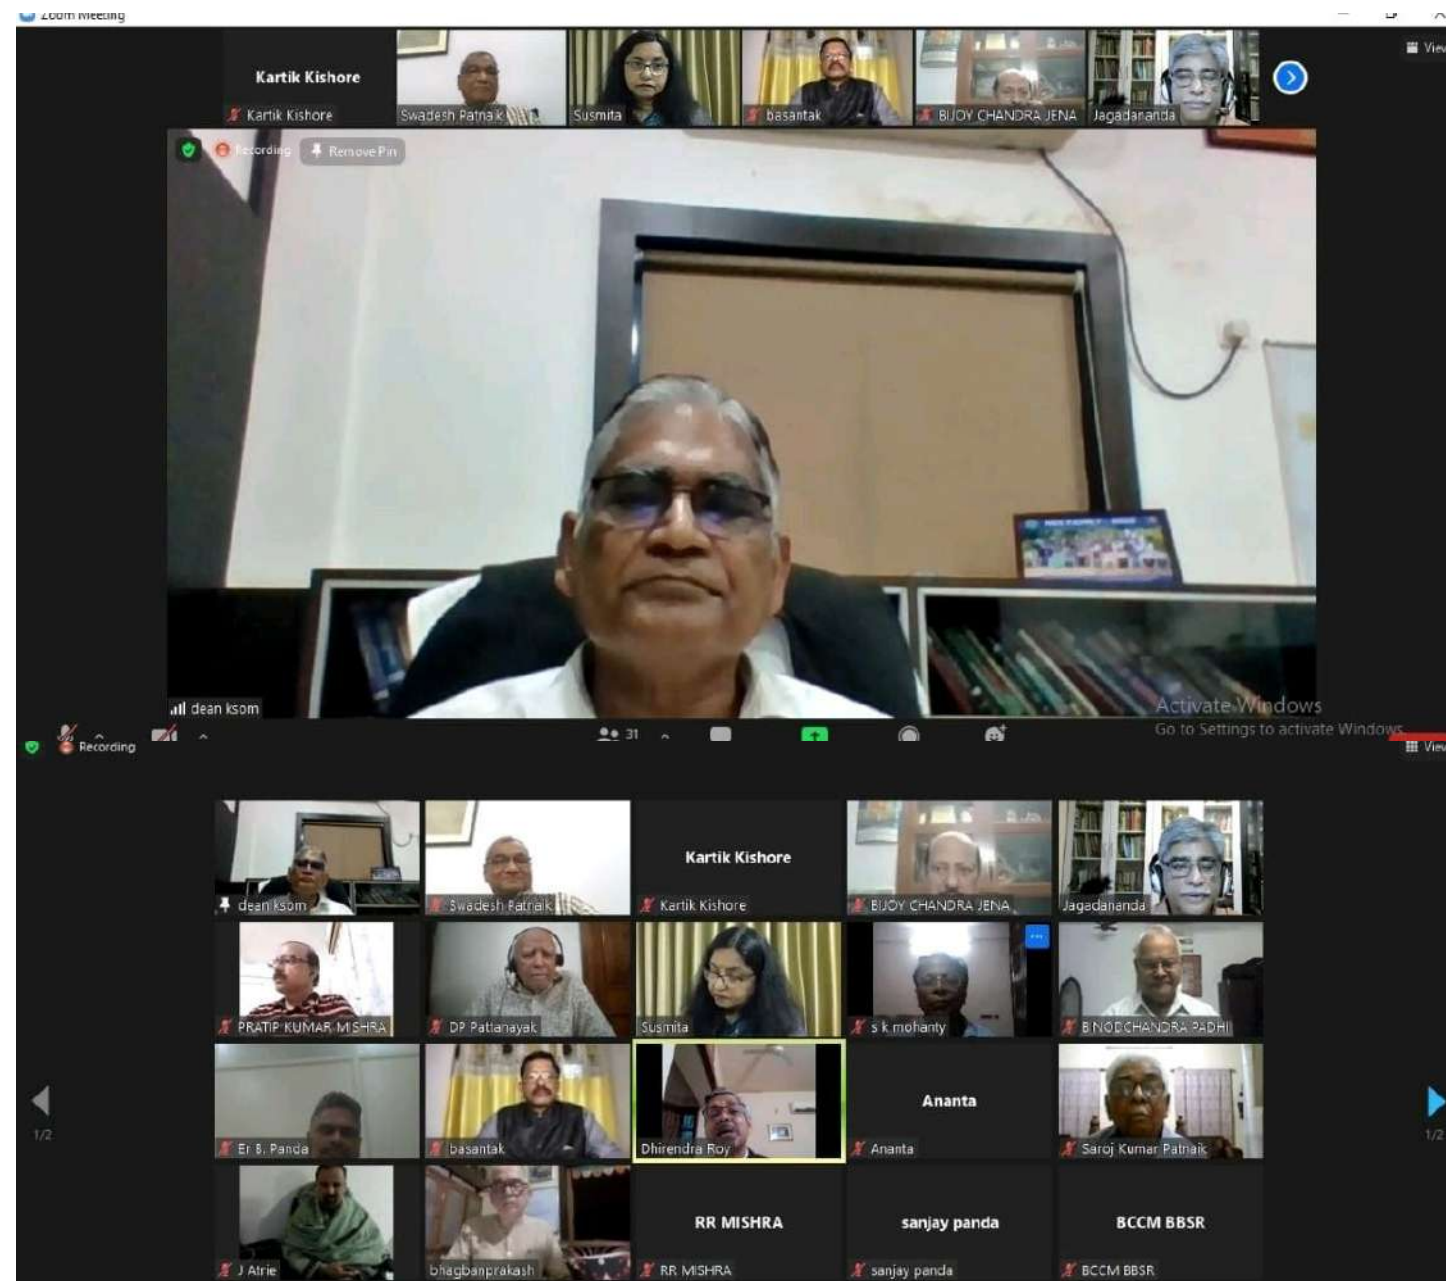 Zoom Meeting
View
Kartik Kishore
Kartik Kishore
Swadesh Patnaik
Susmita
basantak
BIJOY CHANDRA JENA
Jagadananda
Recording
Remove Pin
dean ksom
Activate Windows
Go to Settings to activate Windows.
31
Recording
View
Kartik Kishore
dean ksom
Swadesh Patnaik
Kartik Kishore
BIJOY CHANDRA JENA
Jagadananda
PRATIP KUMAR MISHRA
DP Pattanayak
Susmita
s k mohanty
BINODCHANDRA PADHI
Ananta
1/2
1/2
Er B. Panda
basantak
Dhirendra Roy
Ananta
Saroj Kumar Patnaik
RR MISHRA
sanjay panda
BCCM BBSR
J Atrie
bhagbanprakash
RR MISHRA
sanjay panda
BCCM BBSR